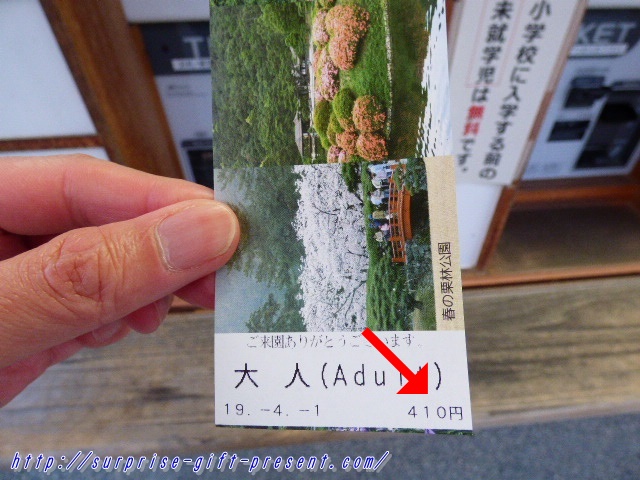 小学校に入学する前の
未就学児は無料です。
春の栗林公園
ご来園ありがとうございます。
大 人(Adult)
19.-4.-1 410円
http://surprise-gift-present.com/